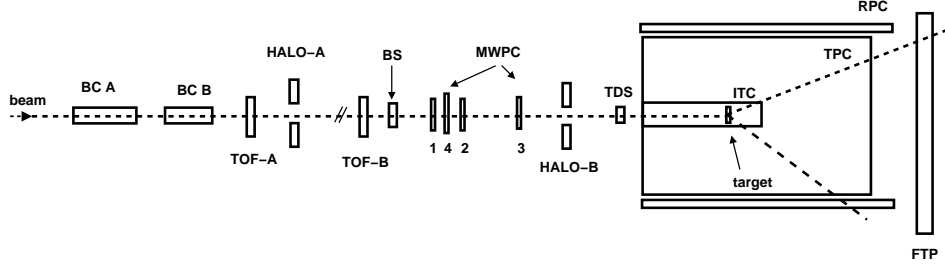 RPC
HALO–A
BS
MWPC
TPC
BC A
BC B
TDS
ITC
beam
1 4 2
3
TOF–A
TOF–B
HALO–B
target
FTP